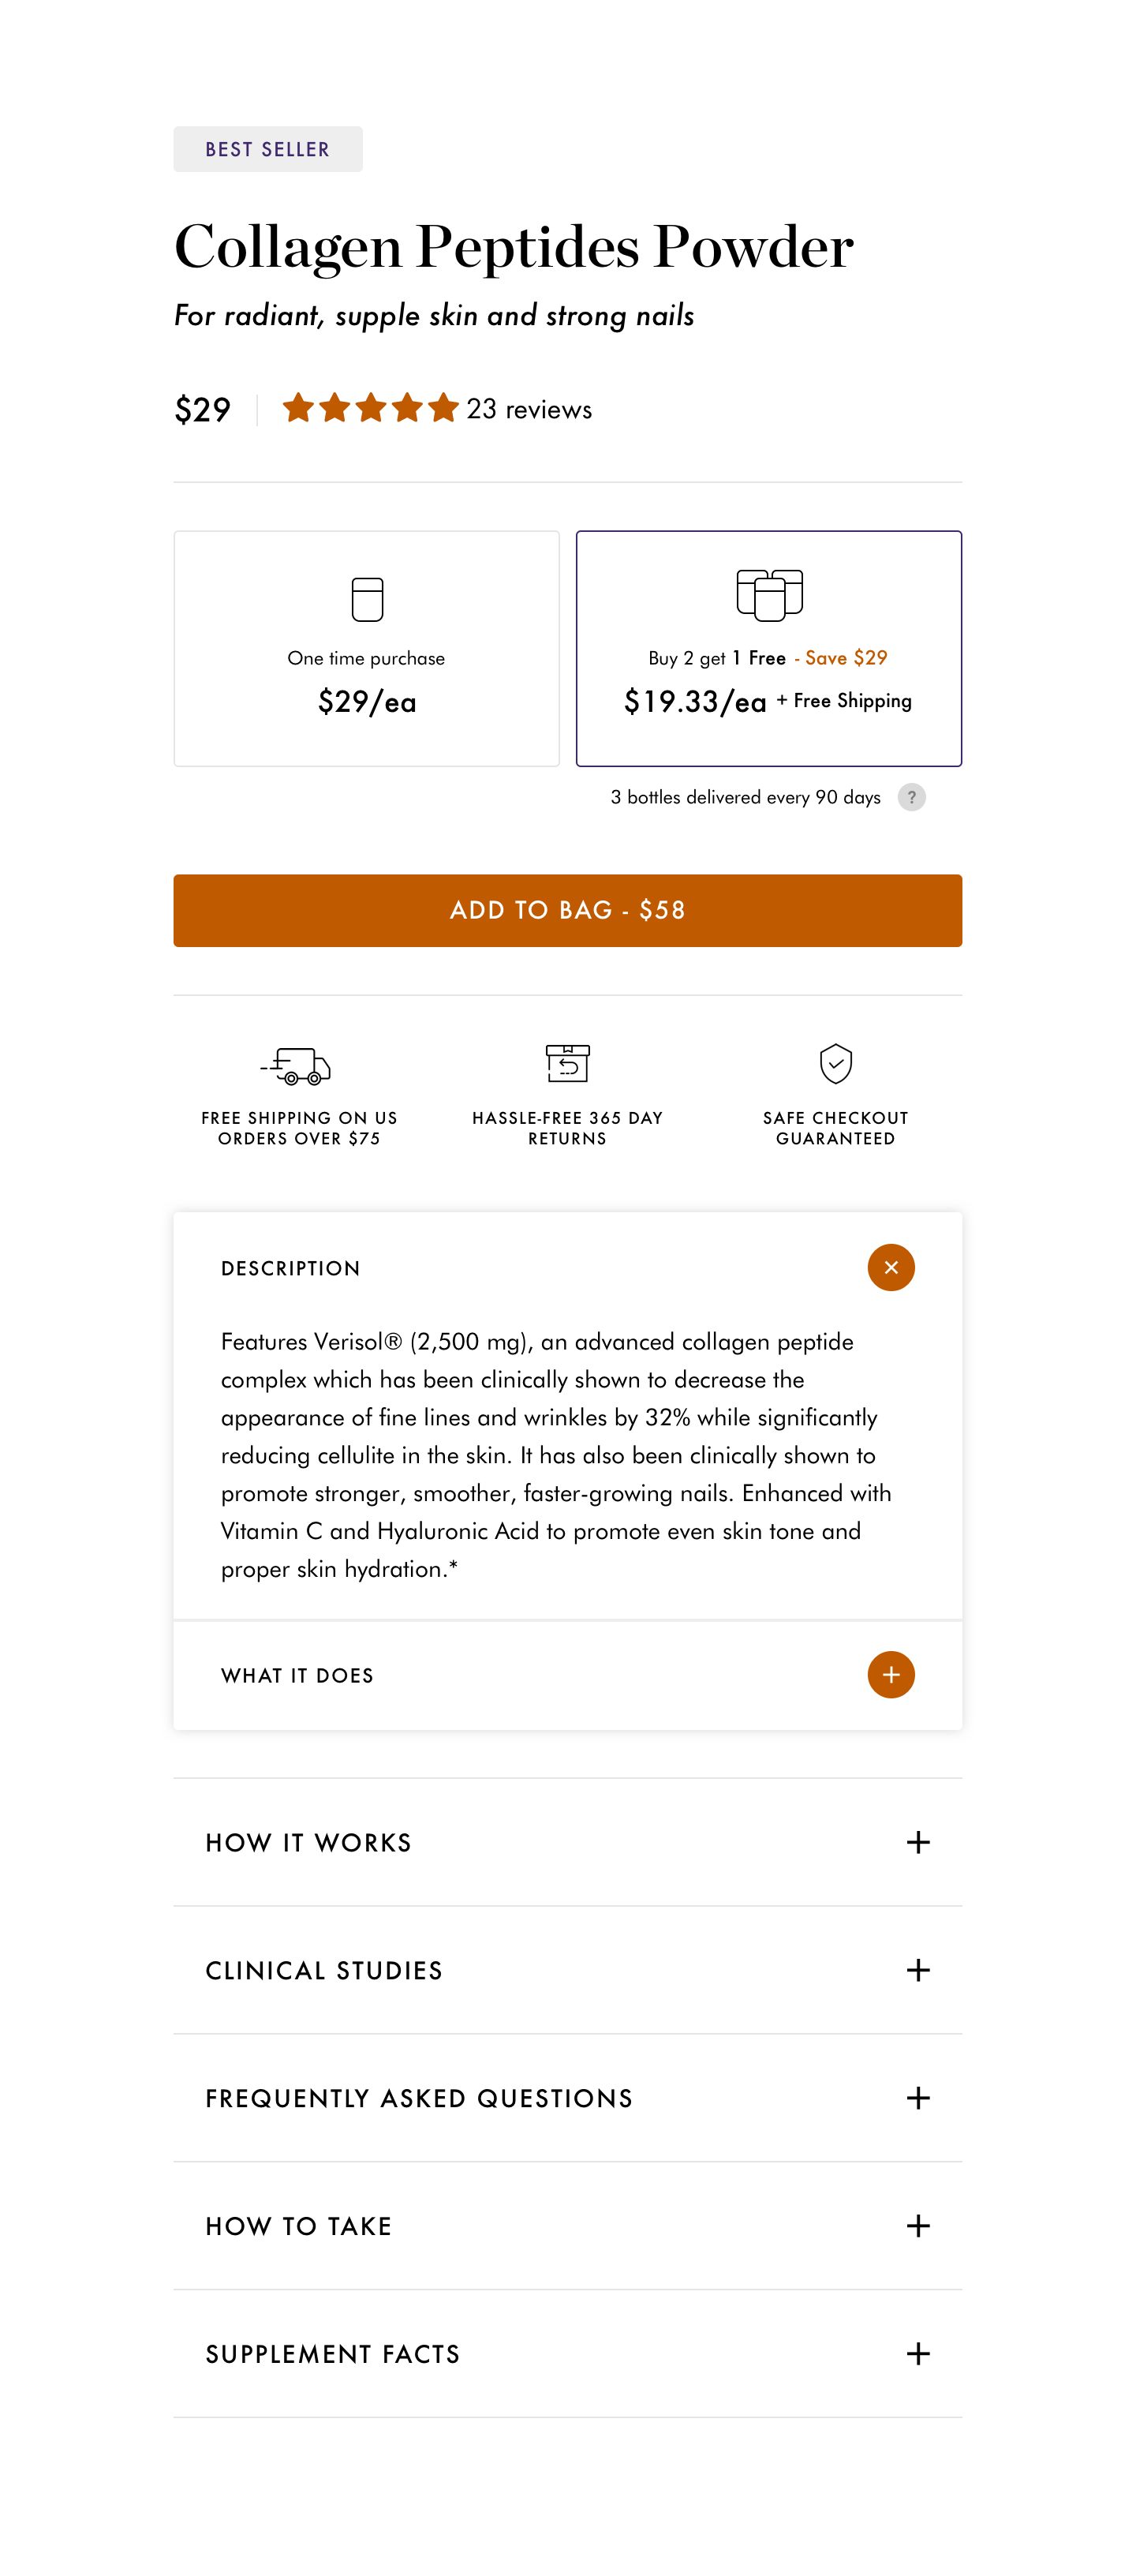 BEST SELLER
Collagen Peptides Powder
For radiant, supple skin and strong nails
$29
23 reviews
One time purchase
$29/ea
Buy 2 get 1 Free - Save $29
$19.33/ea + Free Shipping
3 bottles delivered every 90 days ?
ADD TO BAG - $58
FREE SHIPPING ON US
ORDERS OVER $75
HASSLE-FREE 365 DAY
RETURNS
SAFE CHECKOUT
GUARANTEED
DESCRIPTION
Features Verisol® (2,500 mg), an advanced collagen peptide
complex which has been clinically shown to decrease the
appearance of fine lines and wrinkles by 32% while significantly
reducing cellulite in the skin. It has also been clinically shown to
promote stronger, smoother, faster-growing nails. Enhanced with
Vitamin C and Hyaluronic Acid to promote even skin tone and
proper skin hydration.*
WHAT IT DOES
HOW IT WORKS
CLINICAL STUDIES
FREQUENTLY ASKED QUESTIONS
HOW TO TAKE
SUPPLEMENT FACTS